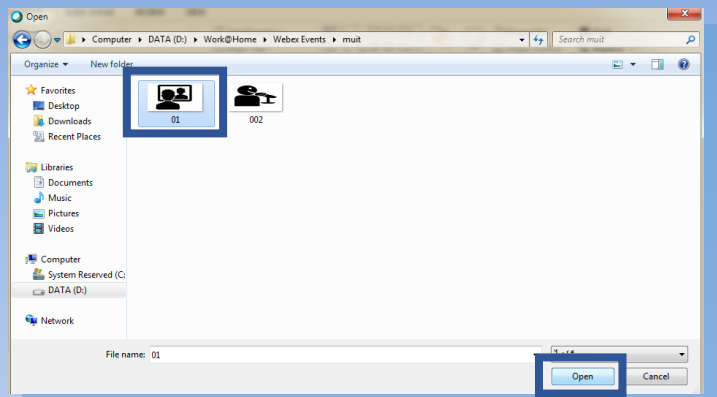 Open
Computer ▸ DATA (D:) ▸ Work@Home ▸ Webex Events ▸ muit
Search muit
Organize
New folder
Favorites
Desktop
Downloads
Recent Places
Libraries
Documents
Music
Pictures
Videos
Computer
System Reserved (C:
DATA (D:)
Network
01
002
File name: 01
Open
Cancel